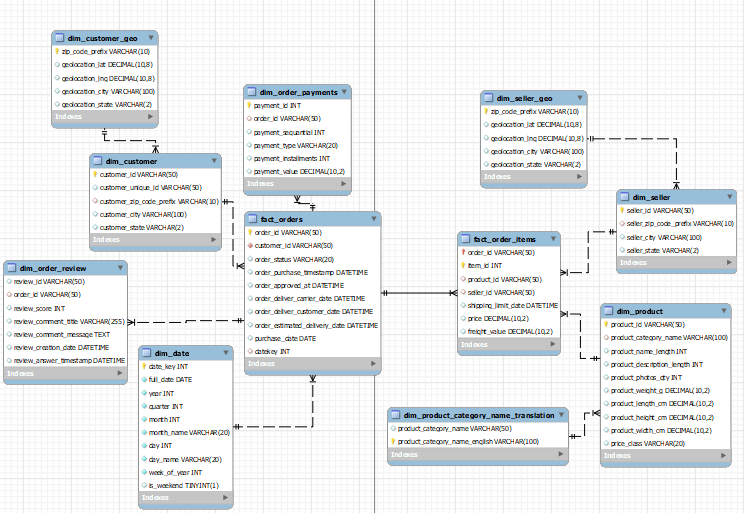 dim_customer_geo
zip_code_prefix VARCHAR(10)
geolocation_lat DECIMAL(10,8)
geolocation_lng DECIMAL(10,8)
geolocation_city VARCHAR(100)
geolocation_state VARCHAR(2)
Indexes
dim_order_payments
payment_id INT
order_id VARCHAR(50)
payment_sequential INT
payment_type VARCHAR(20)
payment_installments INT
payment_value DECIMAL(10,2)
Indexes
dim_seller_geo
zip_code_prefix VARCHAR(10)
geolocation_lat DECIMAL(10,8)
geolocation_lng DECIMAL(10,8)
geolocation_city VARCHAR(100)
geolocation_state VARCHAR(2)
Indexes
dim_customer
customer_id VARCHAR(50)
customer_unique_id VARCHAR(50)
customer_zip_code_prefix VARCHAR(10)
customer_city VARCHAR(100)
customer_state VARCHAR(2)
Indexes
dim_seller
seller_id VARCHAR(50)
seller_zip_code_prefix VARCHAR(10)
seller_city VARCHAR(100)
seller_state VARCHAR(2)
Indexes
fact_orders
order_id VARCHAR(50)
customer_id VARCHAR(50)
order_status VARCHAR(20)
order_purchase_timestamp DATETIME
order_approved_at DATETIME
order_deliver_carrier_date DATETIME
order_deliver_customer_date DATETIME
order_estimated_delivery_date DATETIME
purchase_date DATE
datekey INT
Indexes
fact_order_items
order_id VARCHAR(50)
item_id INT
product_id VARCHAR(50)
seller_id VARCHAR(50)
shipping_limit_date DATETIME
price DECIMAL(10,2)
freight_value DECIMAL(10,2)
Indexes
dim_order_review
review_id VARCHAR(50)
order_id VARCHAR(50)
review_score INT
review_comment_title VARCHAR(255)
review_comment_message TEXT
review_creation_date DATETIME
review_answer_timestamp DATETIME
Indexes
dim_product
product_id VARCHAR(50)
product_category_name VARCHAR(100)
product_name_length INT
product_description_length INT
product_photos_qty INT
product_weight_g DECIMAL(10,2)
product_length_cm DECIMAL(10,2)
product_height_cm DECIMAL(10,2)
product_width_cm DECIMAL(10,2)
price_class VARCHAR(20)
Indexes
dim_date
date_key INT
full_date DATE
year INT
quarter INT
month INT
month_name VARCHAR(20)
day INT
day_name VARCHAR(20)
week_of_year INT
is_weekend TINYINT(1)
Indexes
dim_product_category_name_translation
product_category_name VARCHAR(50)
product_category_name_english VARCHAR(100)
Indexes